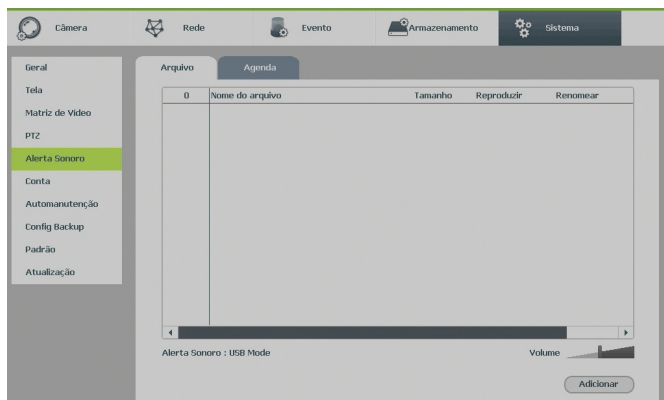 Câmera Rede Evento Armazenamento Sistema
Geral
Tela
Matriz de Vídeo
PTZ
Alerta Sonoro
Conta
Automanutenção
Config Backup
Padrão
Atualização
Arquivo Agenda
0 Nome do arquivo Tamanho Reproduzir Renomear
Alerta Sonoro : USB Mode Volume
Adicionar